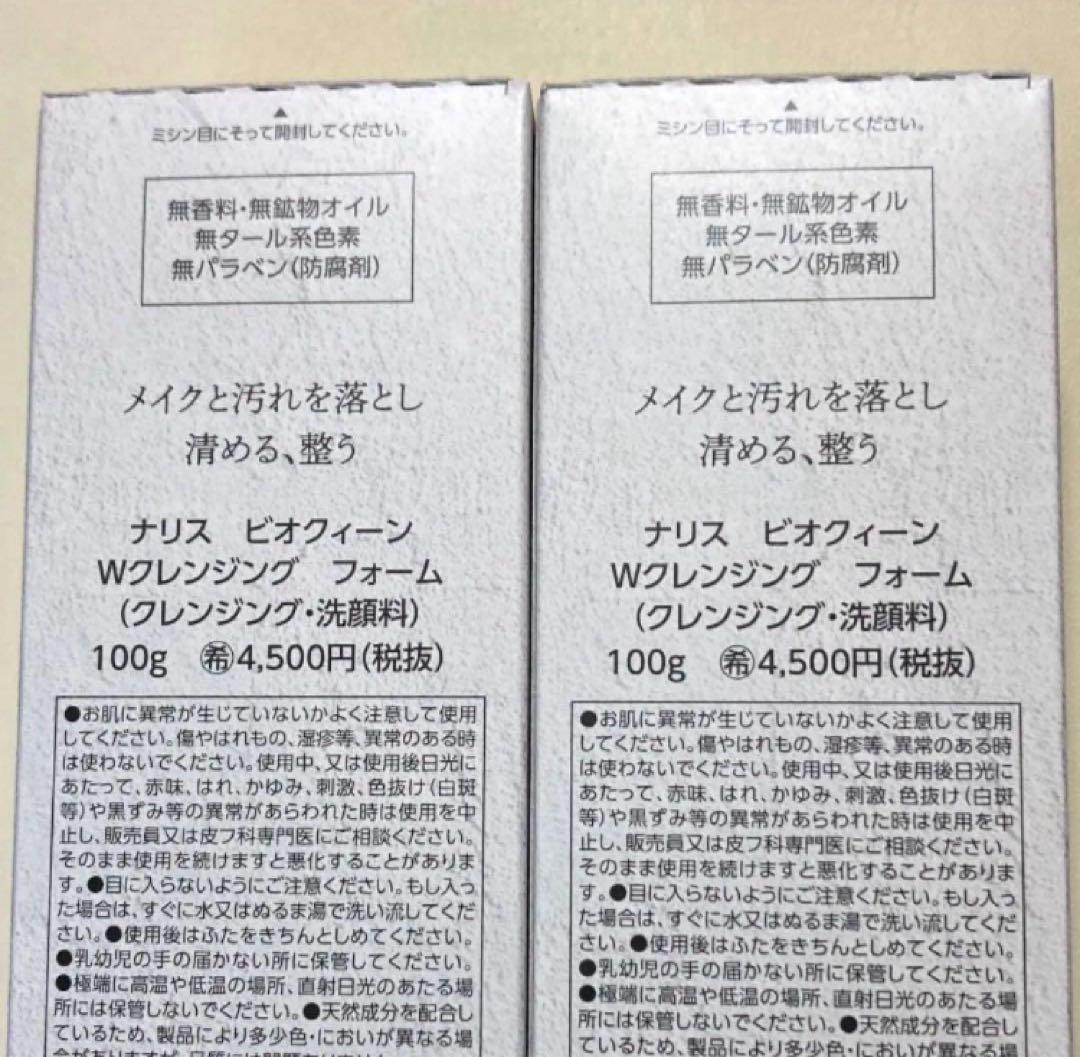 ▲
ミシン目にそって開封してください。
無香料・無鉱物オイル
無タール系色素
無パラベン(防腐剤)
メイクと汚れを落とし
清める、整う
ナリス ビオクィーン
Wクレンジング フォーム
(クレンジング・洗顔料)
100g ㊑4,500円(税抜)
●お肌に異常が生じていないかよく注意して使用
してください。傷やはれもの、湿疹等、異常のある時
は使わないでください。使用中、又は使用後日光に
あたって、赤味、はれ、かゆみ、刺激、色抜け(白斑
等)や黒ずみ等の異常があらわれた時は使用を中
止し、販売員又は皮フ科専門医にご相談ください。
そのまま使用を続けますと悪化することがありま
す。●目に入らないようにご注意ください。もし入っ
た場合は、すぐに水又はぬるま湯で洗い流してくだ
さい。●使用後はふたをきちんとしめてください。
●乳幼児の手の届かない所に保管してください。
●極端に高温や低温の場所、直射日光のあたる場
所には保管しないでください。●天然成分を配合し
ているため、製品により多少色・においが異なる場
▲
ミシン目にそって開封してください。
無香料・無鉱物オイル
無タール系色素
無パラベン(防腐剤)
メイクと汚れを落とし
清める、整う
ナリス ビオクィーン
Wクレンジング フォーム
(クレンジング・洗顔料)
100g ㊑4,500円(税抜)
●お肌に異常が生じていないかよく注意して使用
してください。傷やはれもの、湿疹等、異常のある時
は使わないでください。使用中、又は使用後日光に
あたって、赤味、はれ、かゆみ、刺激、色抜け(白斑
等)や黒ずみ等の異常があらわれた時は使用を中
止し、販売員又は皮フ科専門医にご相談ください。
そのまま使用を続けますと悪化することがありま
す。●目に入らないようにご注意ください。もし入っ
た場合は、すぐに水又はぬるま湯で洗い流してくだ
さい。●使用後はふたをきちんとしめてください。
●乳幼児の手の届かない所に保管してください。
●極端に高温や低温の場所、直射日光のあたる場
所には保管しないでください。●天然成分を配合し
ているため、製品により多少色・においが異なる場